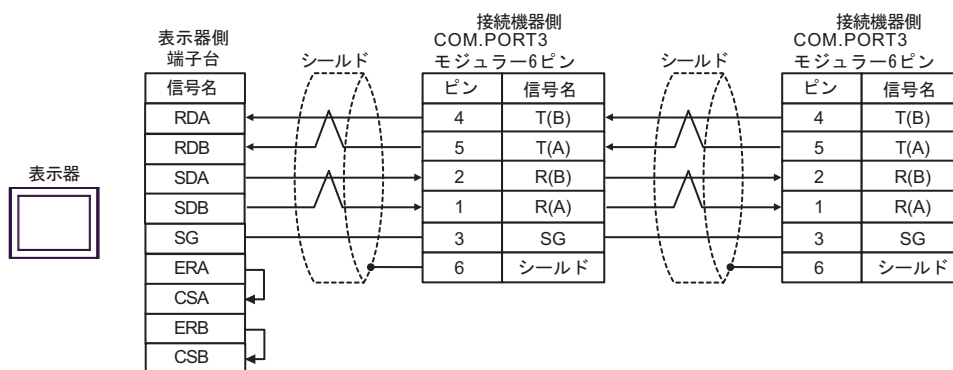 表示器
表示器側
端子台
信号名
RDA
RDB
SDA
SDB
SG
ERA
CSA
ERB
CSB
シールド
接続機器側
COM.PORT3
モジュラー6ピン
ピン 信号名
4 T(B)
5 T(A)
2 R(B)
1 R(A)
3 SG
6 シールド
シールド
接続機器側
COM.PORT3
モジュラー6ピン
ピン 信号名
4 T(B)
5 T(A)
2 R(B)
1 R(A)
3 SG
6 シールド